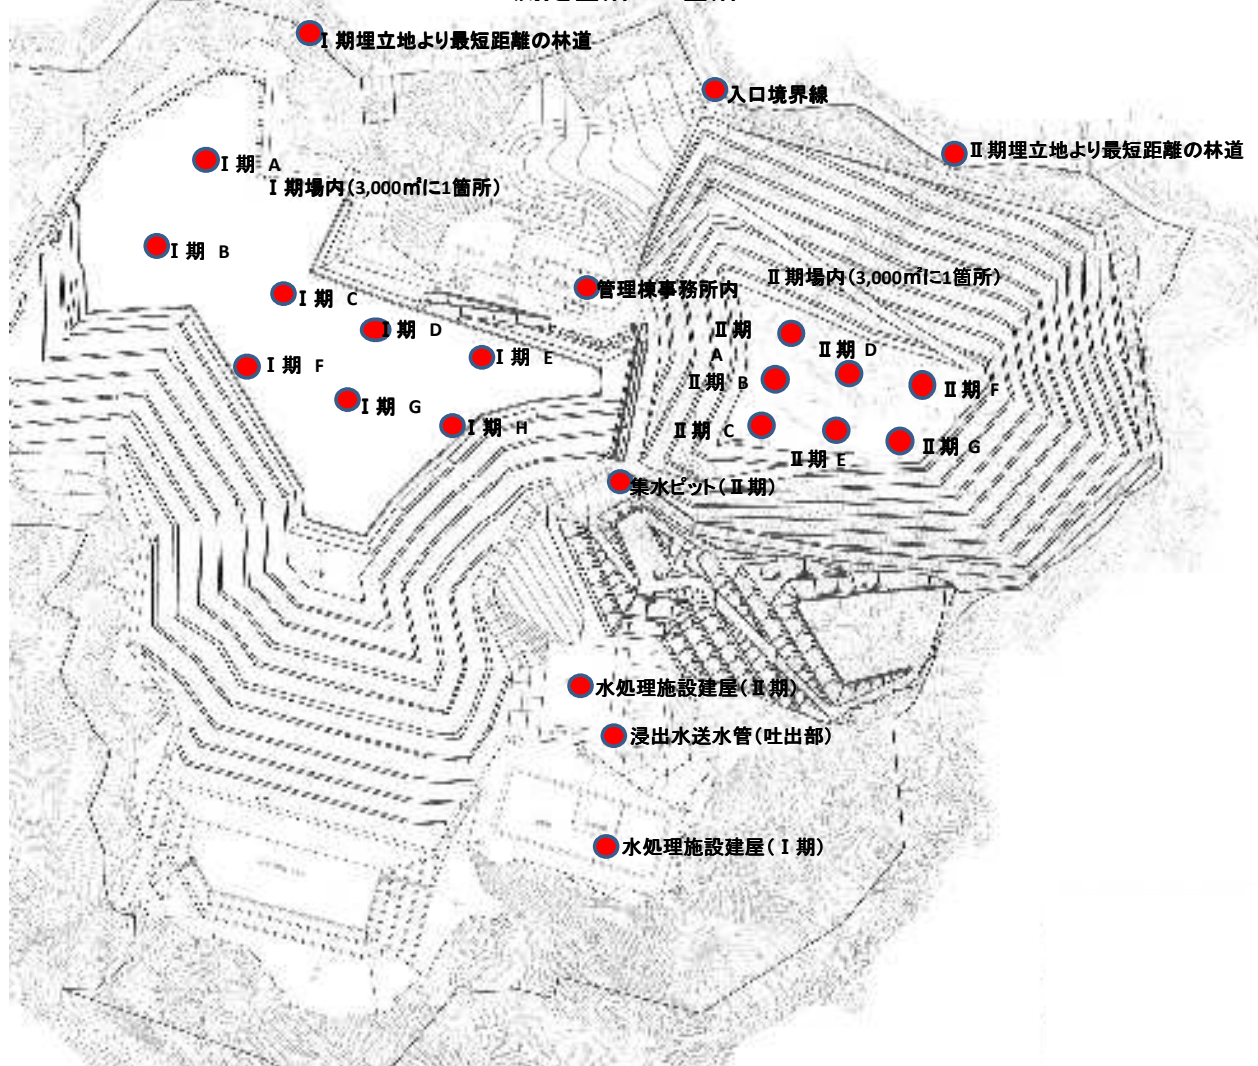 Ⅰ期埋立地より最短距離の林道
入口境界線
Ⅱ期埋立地より最短距離の林道
Ⅰ期 A
Ⅰ期場内(3,000㎡に1箇所)
Ⅰ期 B
Ⅰ期 C
管理棟事務所内
Ⅱ期場内(3,000㎡に1箇所)
Ⅰ期 D
Ⅱ期
A
Ⅱ期 D
Ⅰ期 E
Ⅰ期 F
Ⅱ期 B
Ⅱ期 F
Ⅰ期 G
Ⅰ期 H
Ⅱ期 C
Ⅱ期 E
Ⅱ期 G
集水ピット(Ⅱ期)
水処理施設建屋(Ⅱ期)
浸出水送水管(吐出部)
水処理施設建屋(Ⅰ期)